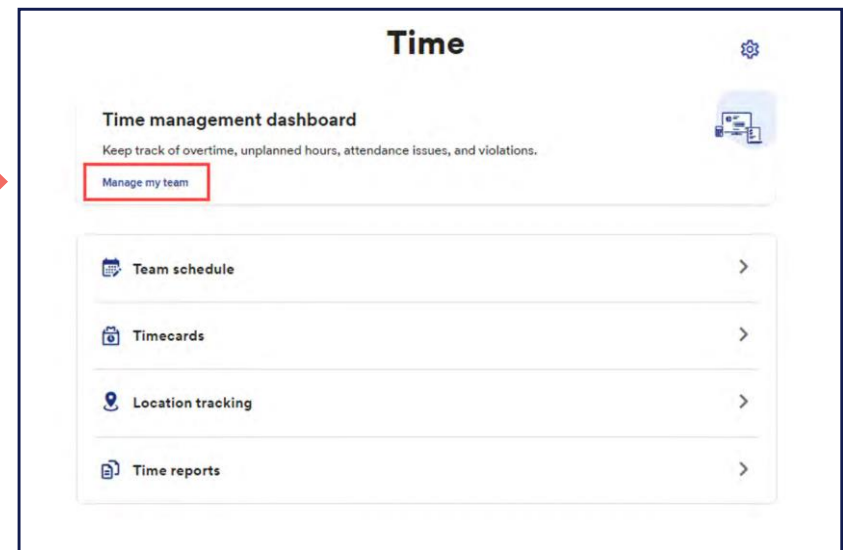 Time
Time management dashboard
Keep track of overtime, unplanned hours, attendance issues, and violations.
Manage my team
Team schedule
Timecards
Location tracking
Time reports